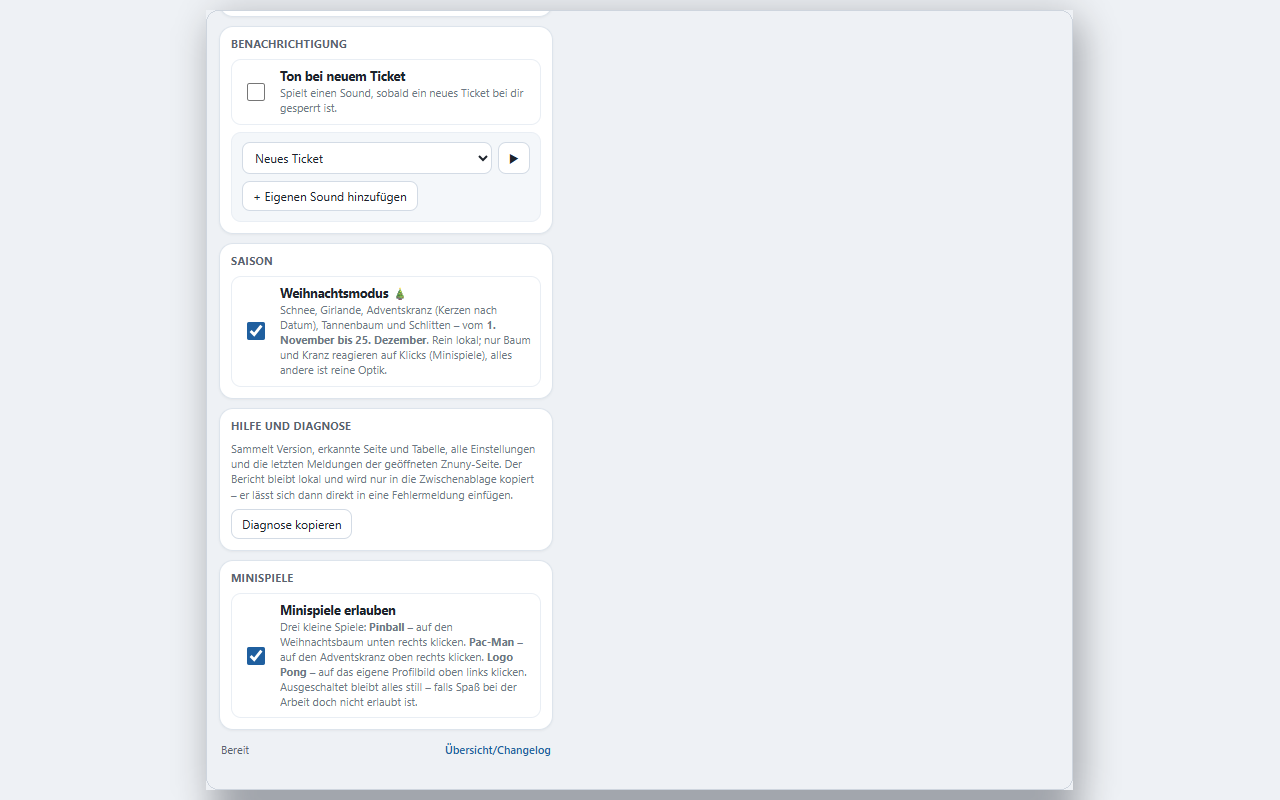 BENACHRICHTIGUNG
Ton bei neuem Ticket
Spielt einen Sound, sobald ein neues Ticket bei dir
gesperrt ist.
Neues Ticket
+ Eigenen Sound hinzufügen
SAISON
Weihnachtsmodus 🎄
Schnee, Girlande, Adventskranz (Kerzen nach
Datum), Tannenbaum und Schlitten – vom 1.
November bis 25. Dezember. Rein lokal; nur Baum
und Kranz reagieren auf Klicks (Minispiele), alles
andere ist reine Optik.
HILFE UND DIAGNOSE
Sammelt Version, erkannte Seite und Tabelle, alle Einstellungen
und die letzten Meldungen der geöffneten Znuny-Seite. Der
Bericht bleibt lokal und wird nur in die Zwischenablage kopiert
– er lässt sich dann direkt in eine Fehlermeldung einfügen.
Diagnose kopieren
MINISPIELE
Minispiele erlauben
Drei kleine Spiele: Pinball – auf den
Weihnachtsbaum unten rechts klicken. Pac-Man –
auf den Adventskranz oben rechts klicken. Logo
Pong – auf das eigene Profilbild oben links klicken.
Ausgeschaltet bleibt alles still – falls Spaß bei der
Arbeit doch nicht erlaubt ist.
Bereit
Übersicht/Changelog